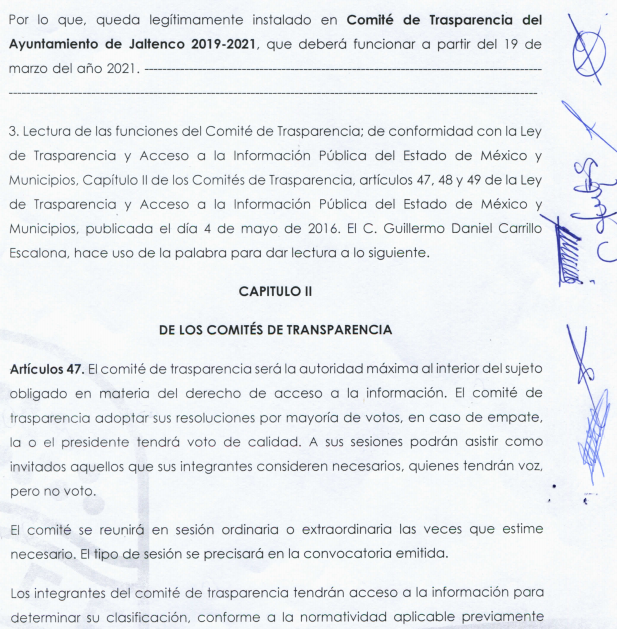 Por lo que, queda legítimamente instalado en Comité de Trasparencia del
Ayuntamiento de Jaltenco 2019-2021, que deberá funcionar a partir del 19 de
marzo del año 2021. ----------------------------------------------------------------
--------------------------------------------------------------------------------
3. Lectura de las funciones del Comité de Trasparencia; de conformidad con la Ley
de Trasparencia y Acceso a la Información Pública del Estado de México y
Municipios, Capítulo II de los Comités de Trasparencia, artículos 47, 48 y 49 de la Ley
de Trasparencia y Acceso a la Información Pública del Estado de México y
Municipios, publicada el día 4 de mayo de 2016. El C. Guillermo Daniel Carrillo
Escalona, hace uso de la palabra para dar lectura a lo siguiente.
CAPITULO II
DE LOS COMITÉS DE TRANSPARENCIA
Artículos 47. El comité de trasparencia será la autoridad máxima al interior del sujeto
obligado en materia del derecho de acceso a la información. El comité de
trasparencia adoptar sus resoluciones por mayoría de votos, en caso de empate,
la o el presidente tendrá voto de calidad. A sus sesiones podrán asistir como
invitados aquellos que sus integrantes consideren necesarios, quienes tendrán voz,
pero no voto.
El comité se reunirá en sesión ordinaria o extraordinaria las veces que estime
necesario. El tipo de sesión se precisará en la convocatoria emitida.
Los integrantes del comité de trasparencia tendrán acceso a la información para
determinar su clasificación, conforme a la normatividad aplicable previamente